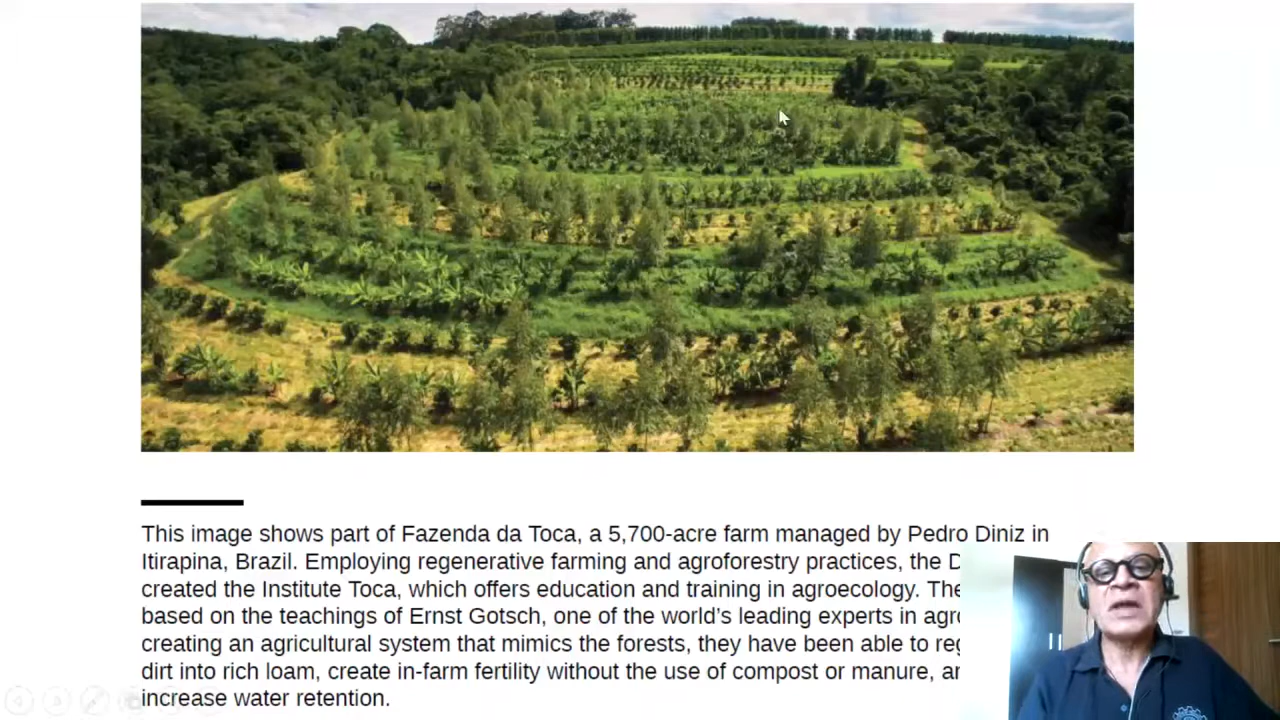 This image shows part of Fazenda da Toca, a 5,700-acre farm managed by Pedro Diniz in
Itirapina, Brazil. Employing regenerative farming and agroforestry practices, the
created the Institute Toca, which offers education and training in agroecology. The
based on the teachings of Ernst Gotsch, one of the world's leading experts in
creating an agricultural system that mimics the forests, they have been able to
dirt into rich loam, create in-farm fertility without the use of compost or manure,
increase water retention.